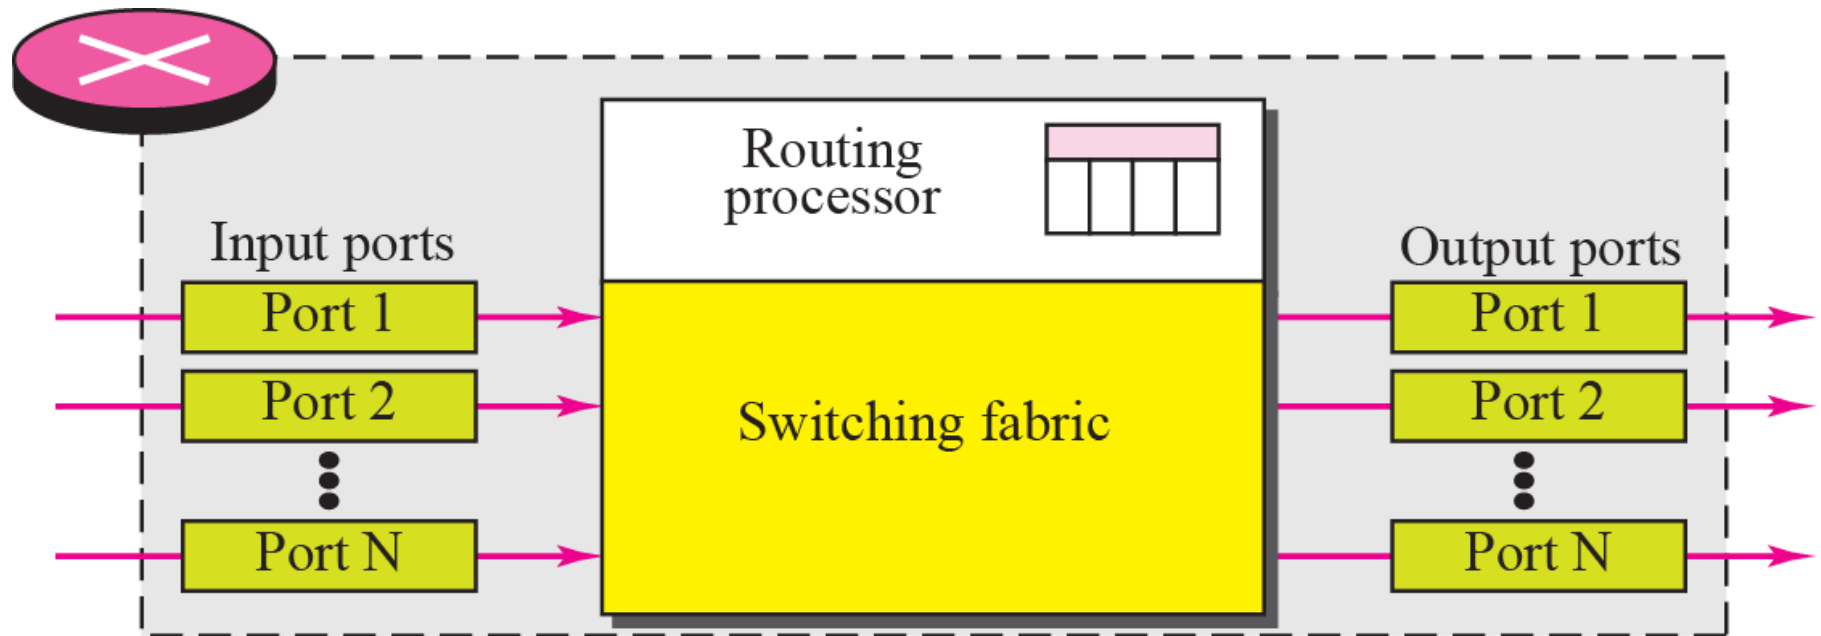 Routing
processor
Input ports
Output ports
Port 1
Port 1
Port 2
Port 2
Switching fabric
Port N
Port N